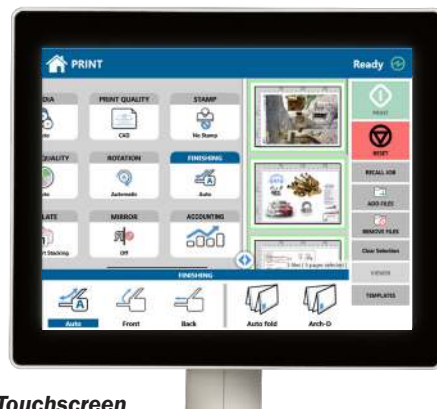 PRINT
Ready
PRINT
RESET
RECALL JOB
ADD FILES
REMOVE FILES
Clear Selection
VIEWER
TEMPLATES
PRINT QUALITY
CAD
STAMP
No Stamp
ROTATION
Automatic
FINISHING
Auto
MIRROR
Off
ACCOUNTING
FINISHING
Auto
Front
Back
Auto fold
Arch-D
Touchscreen